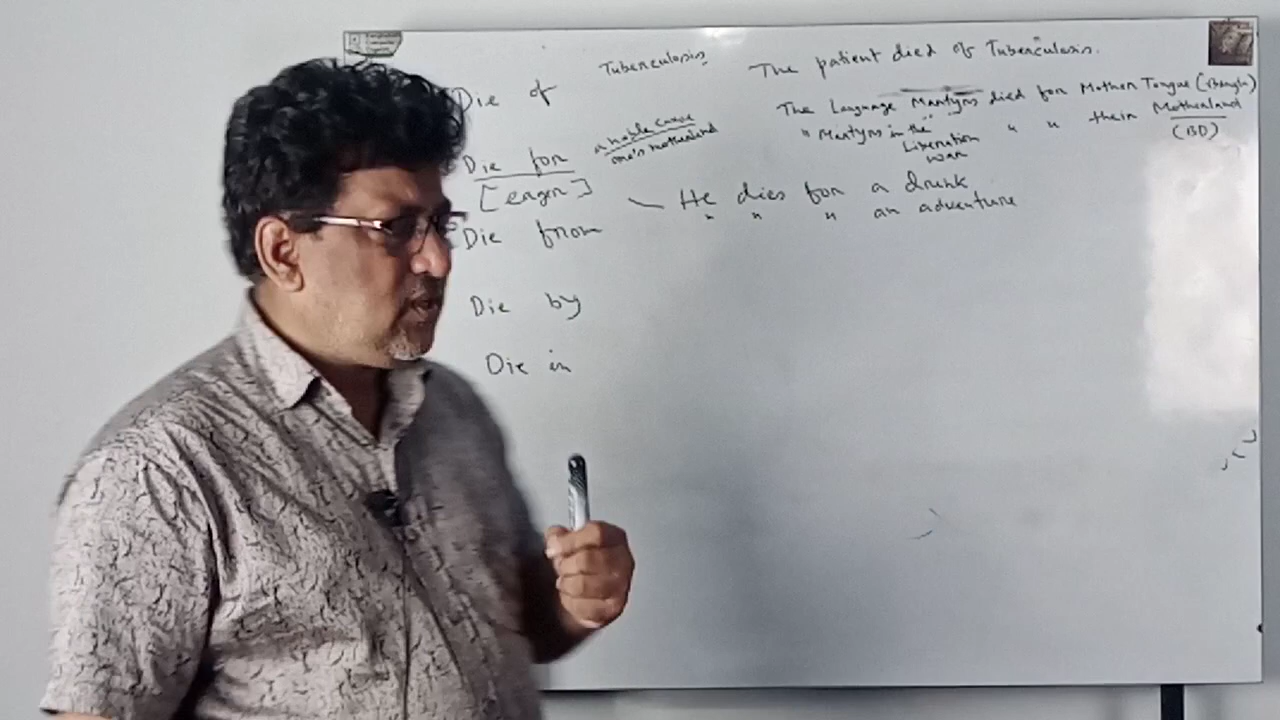 Die of Tuberculosis The patient died of Tuberculosis.
The Language Martyrs died for Mother Tongue (Bangla)
" Martyrs in the " " their Motherland
Liberation (BD)
war
Die for a noble cause
one's motherland
[eager] He dies for a drink
" " " an adventure
Die from
Die by
Die in